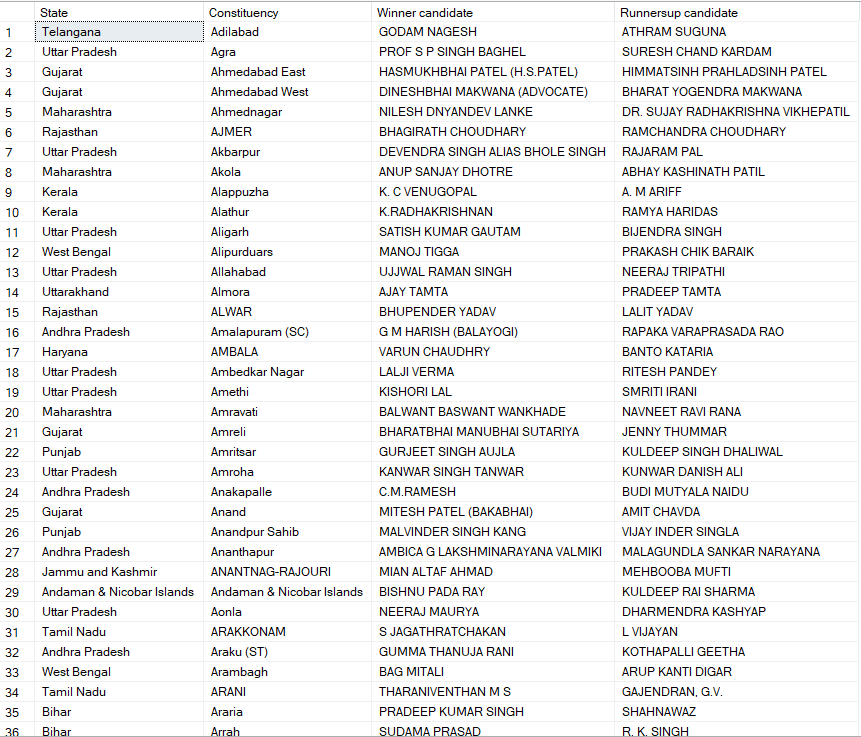 State Constituency Winner candidate Runnersup candidate
1 Telangana Adilabad GODAM NAGESH ATHRAM SUGUNA
2 Uttar Pradesh Agra PROF S P SINGH BAGHEL SURESH CHAND KARDAM
3 Gujarat Ahmedabad East HASMUKHBHAI PATEL (H.S.PATEL) HIMMATSINH PRAHLADSINH PATEL
4 Gujarat Ahmedabad West DINESHBHAI MAKWANA (ADVOCATE) BHARAT YOGENDRA MAKWANA
5 Maharashtra Ahmednagar NILESH DNYANDEV LANKE DR. SUJAY RADHAKRISHNA VIKHEPATIL
6 Rajasthan AJMER BHAGIRATH CHOUDHARY RAMCHANDRA CHOUDHARY
7 Uttar Pradesh Akbarpur DEVENDRA SINGH ALIAS BHOLE SINGH RAJARAM PAL
8 Maharashtra Akola ANUP SANJAY DHOTRE ABHAY KASHINATH PATIL
9 Kerala Alappuzha K. C VENUGOPAL A. M ARIFF
10 Kerala Alathur K.RADHAKRISHNAN RAMYA HARIDAS
11 Uttar Pradesh Aligarh SATISH KUMAR GAUTAM BIJENDRA SINGH
12 West Bengal Alipurduars MANOJ TIGGA PRAKASH CHIK BARAIK
13 Uttar Pradesh Allahabad UJJWAL RAMAN SINGH NEERAJ TRIPATHI
14 Uttarakhand Almora AJAY TAMTA PRADEEP TAMTA
15 Rajasthan ALWAR BHUPENDER YADAV LALIT YADAV
16 Andhra Pradesh Amalapuram (SC) G M HARISH (BALAYOGI) RAPAKA VARAPRASADA RAO
17 Haryana AMBALA VARUN CHAUDHRY BANTO KATARIA
18 Uttar Pradesh Ambedkar Nagar LALJI VERMA RITESH PANDEY
19 Uttar Pradesh Amethi KISHORI LAL SMRITI IRANI
20 Maharashtra Amravati BALWANT BASWANT WANKHADE NAVNEET RAVI RANA
21 Gujarat Amreli BHARATBHAI MANUBHAI SUTARIYA JENNY THUMMAR
22 Punjab Amritsar GURJEET SINGH AUJLA KULDEEP SINGH DHALIWAL
23 Uttar Pradesh Amroha KANWAR SINGH TANWAR KUNWAR DANISH ALI
24 Andhra Pradesh Anakapalle C.M.RAMESH BUDI MUTYALA NAIDU
25 Gujarat Anand MITESH PATEL (BAKABHAI) AMIT CHAVDA
26 Punjab Anandpur Sahib MALVINDER SINGH KANG VIJAY INDER SINGLA
27 Andhra Pradesh Ananthapur AMBICA G LAKSHMINARAYANA VALMIKI MALAGUNDLA SANKAR NARAYANA
28 Jammu and Kashmir ANANTNAG-RAJOURI MIAN ALTAF AHMAD MEHBOOBA MUFTI
29 Andaman & Nicobar Islands Andaman & Nicobar Islands BISHNU PADA RAY KULDEEP RAI SHARMA
30 Uttar Pradesh Aonla NEERAJ MAURYA DHARMENDRA KASHYAP
31 Tamil Nadu ARAKKONAM S JAGATHRATCHAKAN L VIJAYAN
32 Andhra Pradesh Araku (ST) GUMMA THANUJA RANI KOTHAPALLI GEETHA
33 West Bengal Arambagh BAG MITALI ARUP KANTI DIGAR
34 Tamil Nadu ARANI THARANIVENTHAN M S GAJENDRAN, G.V.
35 Bihar Araria PRADEEP KUMAR SINGH SHAHNAWAZ
36 Bihar Arrah SUDAMA PRASAD R. K. SINGH